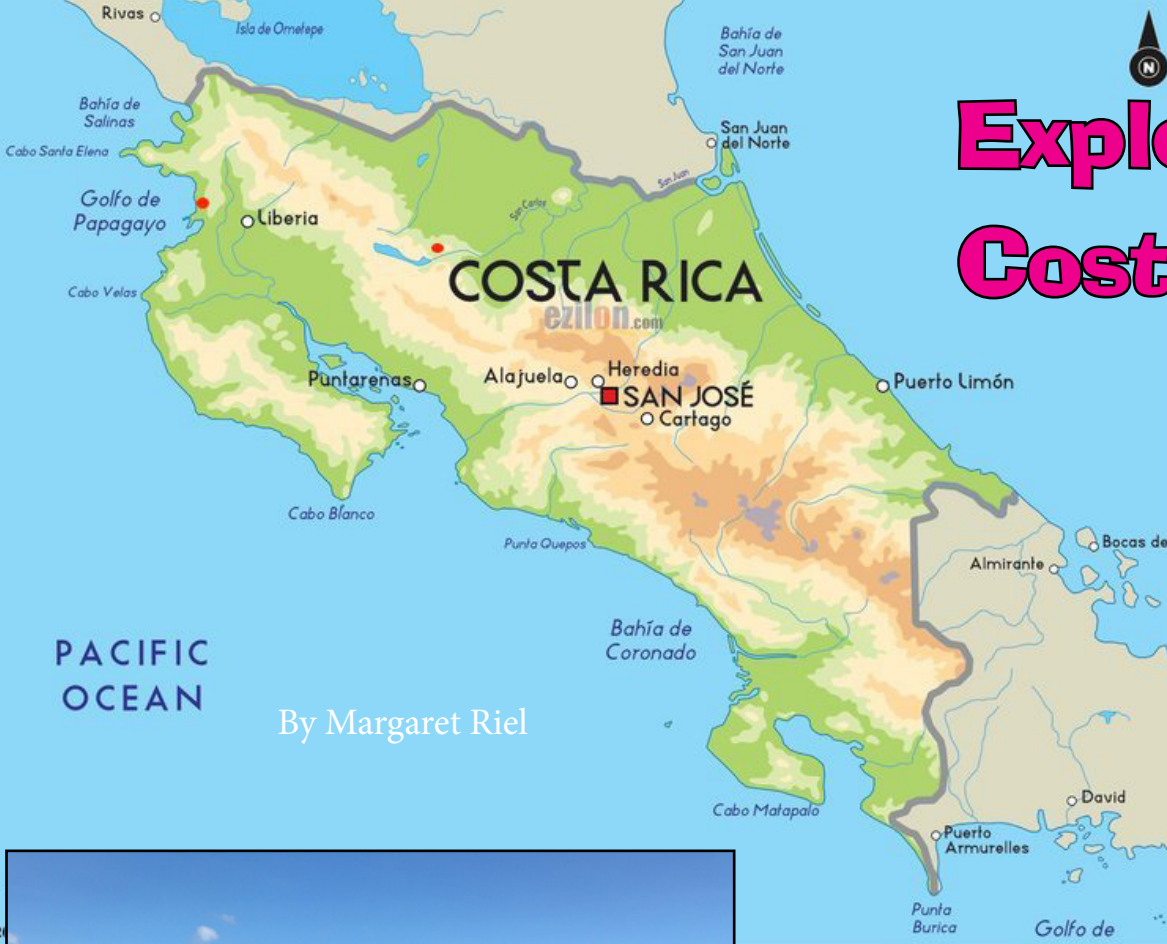 Rivas
Isla de Ometepe
Bahía de
San Juan
del Norte
N
Bahía de
Salinas
Cabo Santa Elena
San Juan
del Norte
San Juan
Golfo de
Papagayo
Liberia
San Carlos
COSTA RICA
ezilon.com
Cabo Velas
Puntarenas
Alajuela
Heredia
SAN JOSÉ
Cartago
Puerto Limón
Cabo Blanco
Punta Quepos
Bocas de
Almirante
Bahía de
Coronado
PACIFIC
OCEAN
By Margaret Riel
Cabo Matapalo
David
Puerto
Armurelles
Punta
Burica
Golfo de
Cost